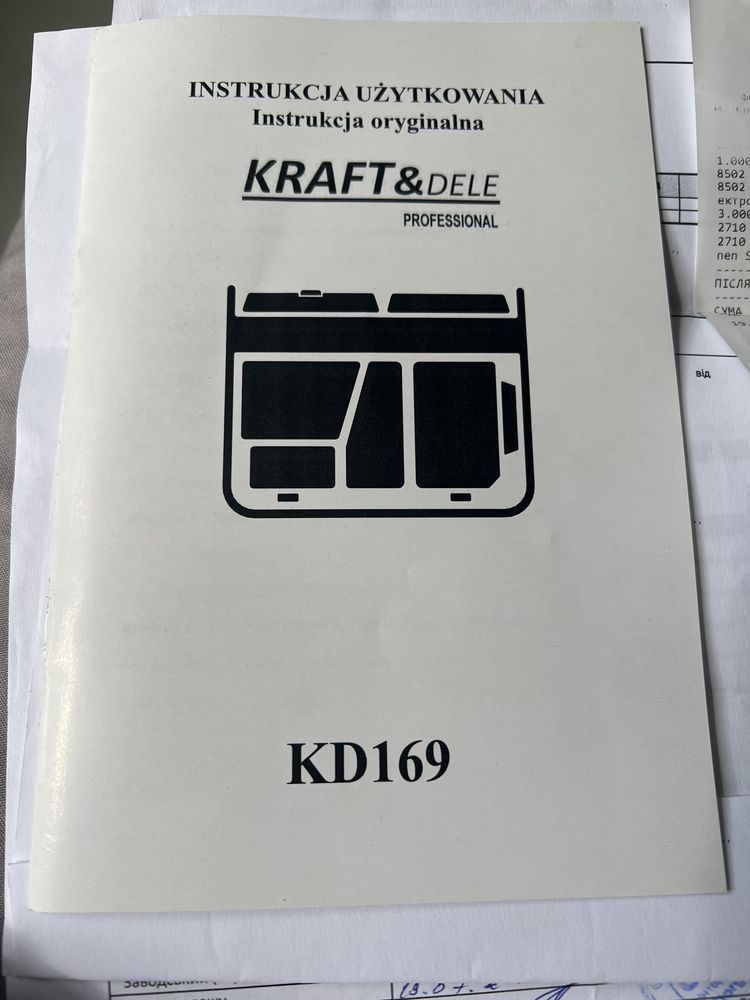 INSTRUKCJA UŻYTKOWANIA
Instrukcja oryginalna
KRAFT&DELE
PROFESSIONAL
KD169
1.000
8502
8502
ектро
3.000
2710
2710
ПІСЛЯ
СУМА
від